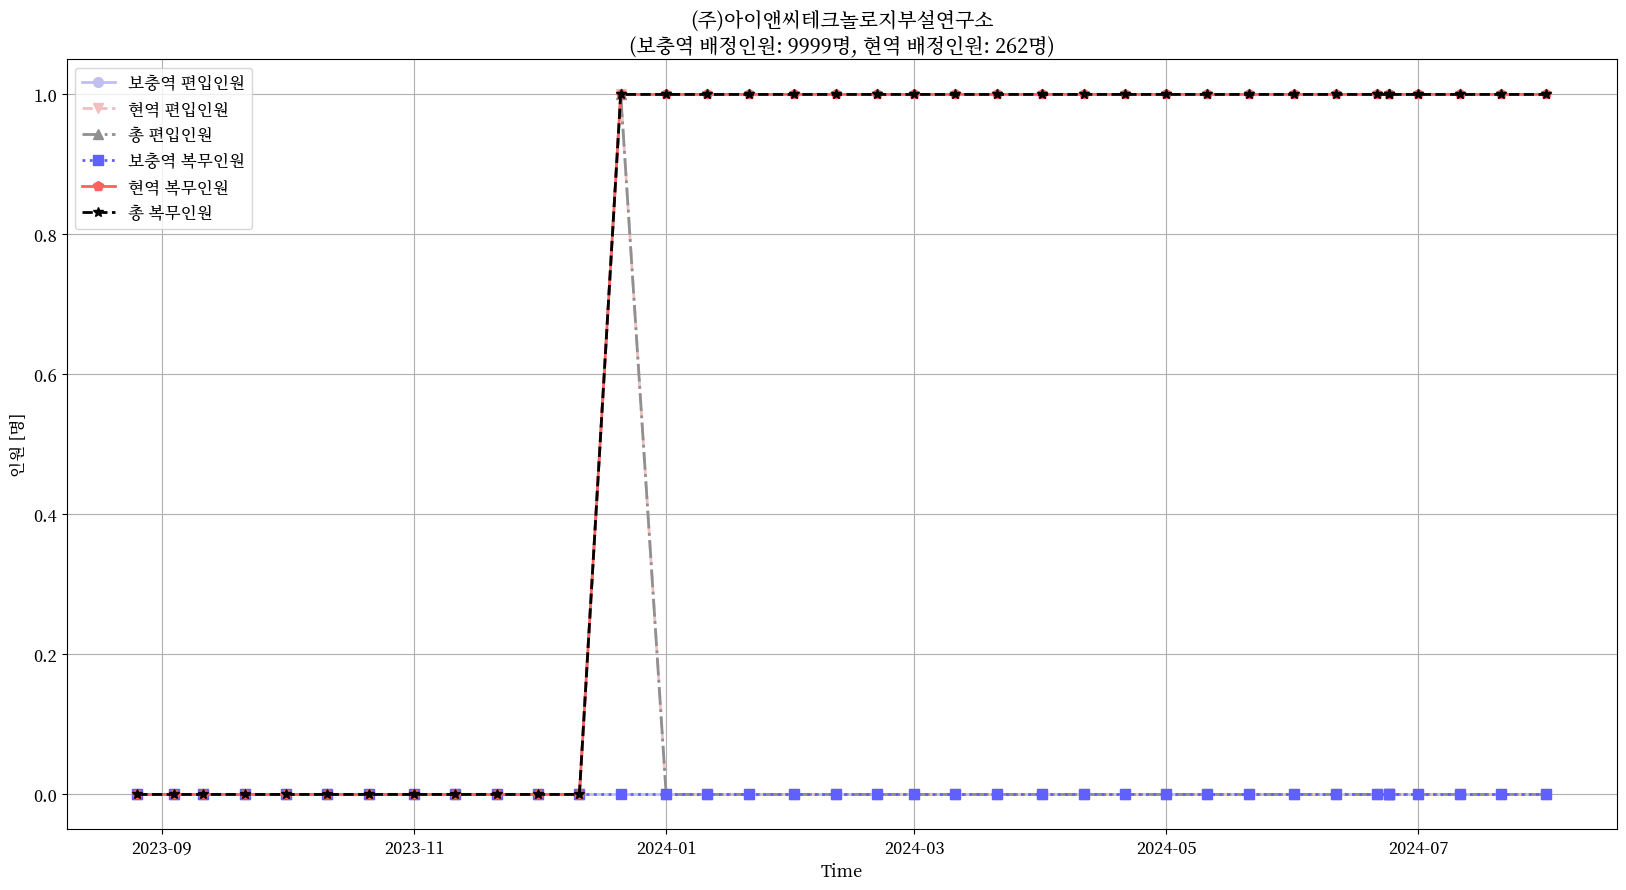 (주)아이앤씨테크놀로지부설연구소
(보충역 배정인원: 9999명, 현역 배정인원: 262명)
보충역 편입인원
현역 편입인원
총 편입인원
보충역 복무인원
현역 복무인원
총 복무인원
인원 [명]
1.0
0.8
0.6
0.4
0.2
0.0
2023-09
2023-11
2024-01
2024-03
2024-05
2024-07
Time